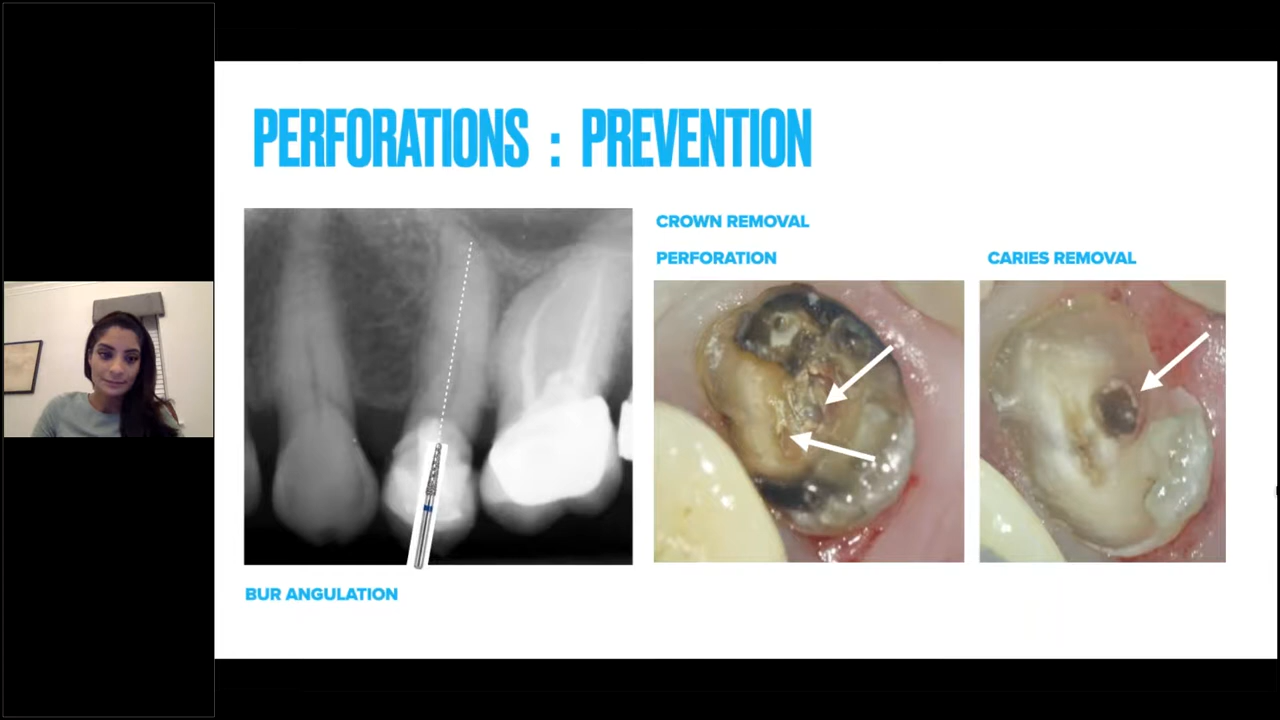 PERFORATIONS : PREVENTION
CROWN REMOVAL
PERFORATION
CARIES REMOVAL
BUR ANGULATION